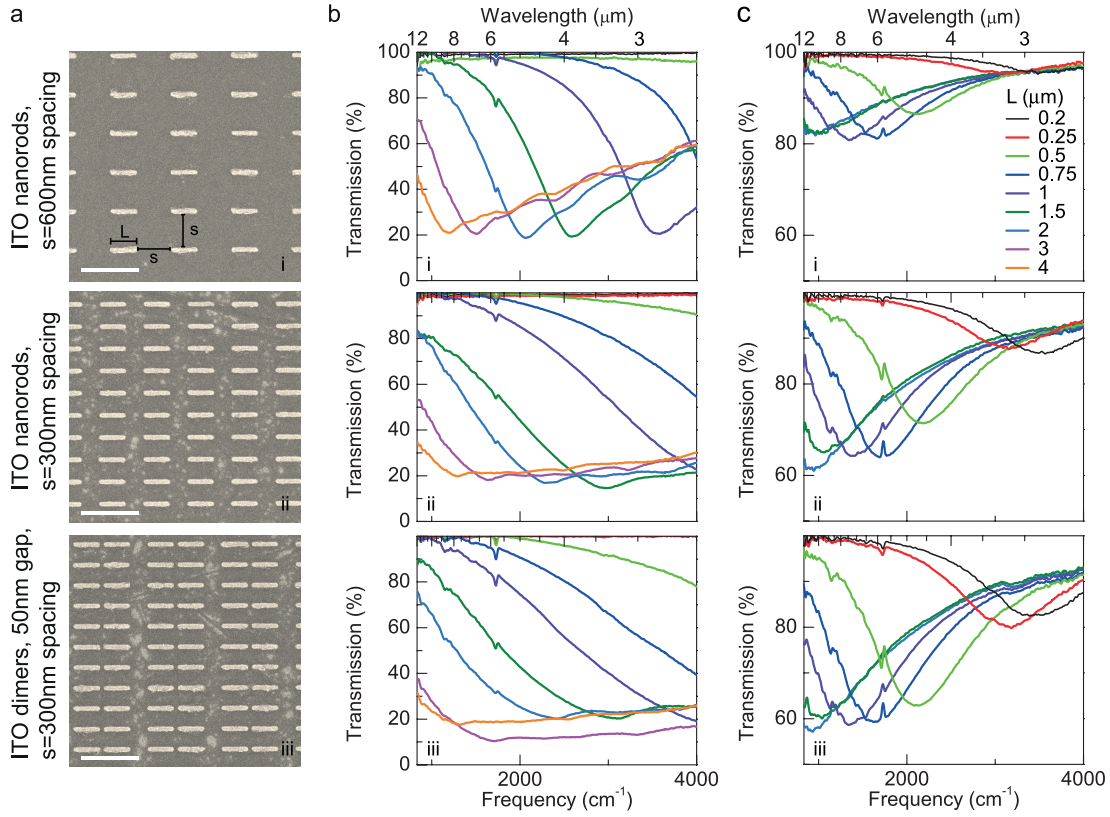 a
b
c
Wavelength (μm)
Wavelength (μm)
12 8 6 4 3
12 8 6 4 3
ITO nanorods,
s=600nm spacing
L
s
s
i
Transmission (%)
100
80
60
40
20
0
i
Transmission (%)
100
80
60
i
L (μm)
0.2
0.25
0.5
0.75
1
1.5
2
3
4
ITO nanorods,
s=300nm spacing
ii
Transmission (%)
100
80
60
40
20
0
ii
Transmission (%)
80
60
ii
ITO dimers, 50nm gap,
s=300nm spacing
iii
Transmission (%)
100
80
60
40
20
0
iii
Transmission (%)
80
60
iii
2000 4000
Frequency (cm⁻¹)
2000 4000
Frequency (cm⁻¹)